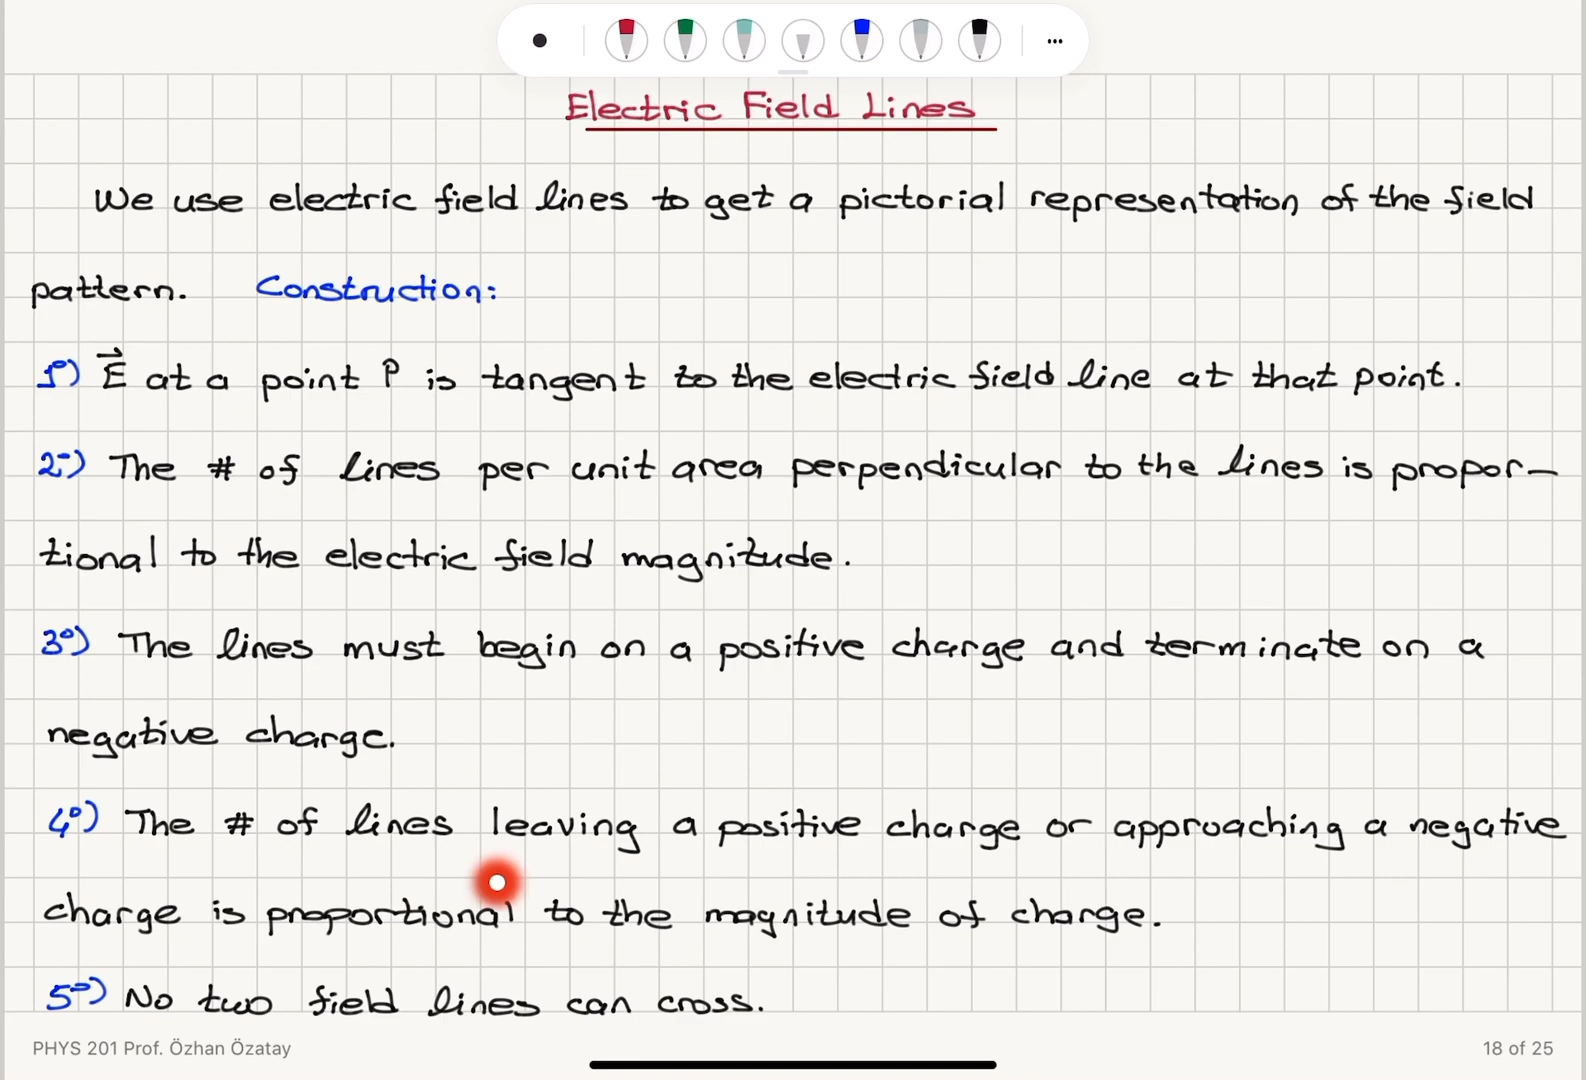 Electric Field Lines
We use electric field lines to get a pictorial representation of the field
pattern. Construction:
1°) E⃗ at a point P is tangent to the electric field line at that point.
2°) The # of lines per unit area perpendicular to the lines is propor-
tional to the electric field magnitude.
3°) The lines must begin on a positive charge and terminate on a
negative charge.
4°) The # of lines leaving a positive charge or approaching a negative
charge is proportional to the magnitude of charge.
5°) No two field lines can cross.
PHYS 201 Prof. Özhan Özatay
18 of 25